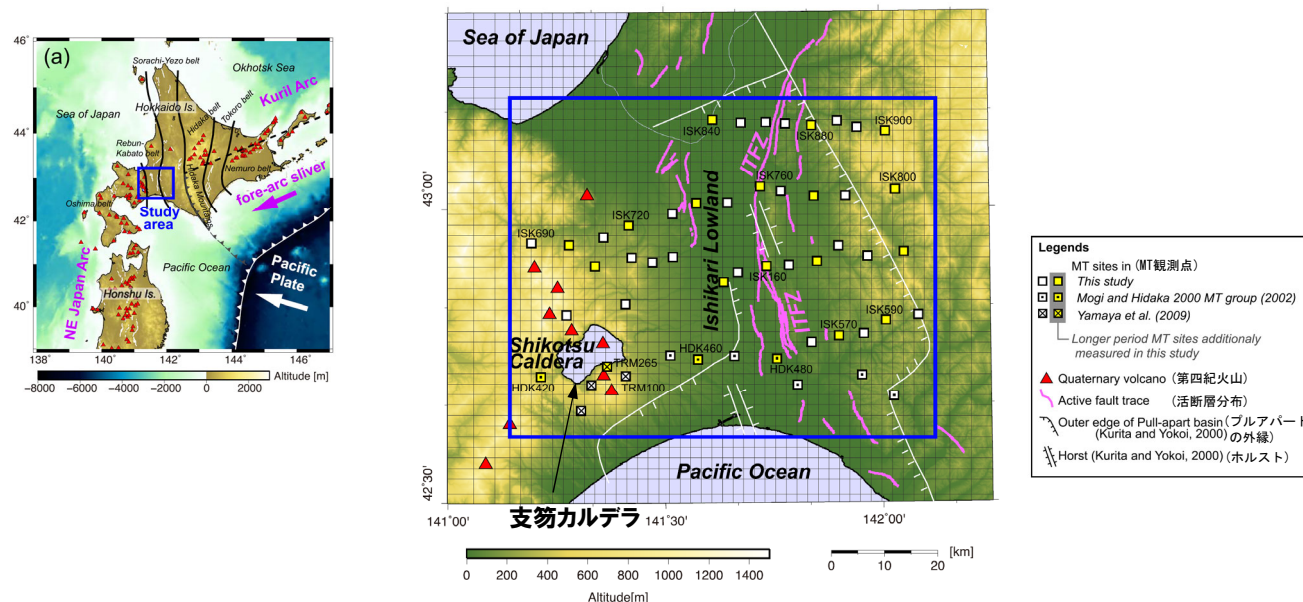 (a)
46°
44°
43°
42°
41°
40°
39°
138
140
142
144
146
Sorachi-Yezo belt
Okhotsk Sea
Kuril Arc
Sea of Japan
Hokkaido Is.
Hidaka belt
Tokoro belt
Rebun-
Kabato belt
Nemuro belt
Hidaka Mountains
fore-arc sliver
Oshima belt
Study
area
Pacific Ocean
Pacific
Plate
NE Japan Arc
Honshu Is.
Altitude [m]
−8000 −6000 −4000 −2000 0 2000
Sea of Japan
ISK840
ISK880
ISK900
ITFZ
ISK760
ISK800
43˚00'
ISK720
ISK690
Ishikari Lowland
ISK160
ITFZ
ISK590
ISK570
Shikotsu
Caldera
HDK460
TRM265
HDK480
HDK420
TRM100
Pacific Ocean
42˚30'
141˚00'
141˚30'
142˚00'
支笏カルデラ
0 200 400 600 800 1000 1200 1400
Altitude[m]
[km]
0 10 20
Legends
MT sites in (MT観測点)
This study
Mogi and Hidaka 2000 MT group (2002)
Yamaya et al. (2009)
Longer period MT sites additionaly
measured in this study
Quaternary volcano (第四紀火山)
Active fault trace (活断層分布)
Outer edge of Pull-apart basin (プルアパート
(Kurita and Yokoi, 2000) の外縁)
Horst (Kurita and Yokoi, 2000) (ホルスト)